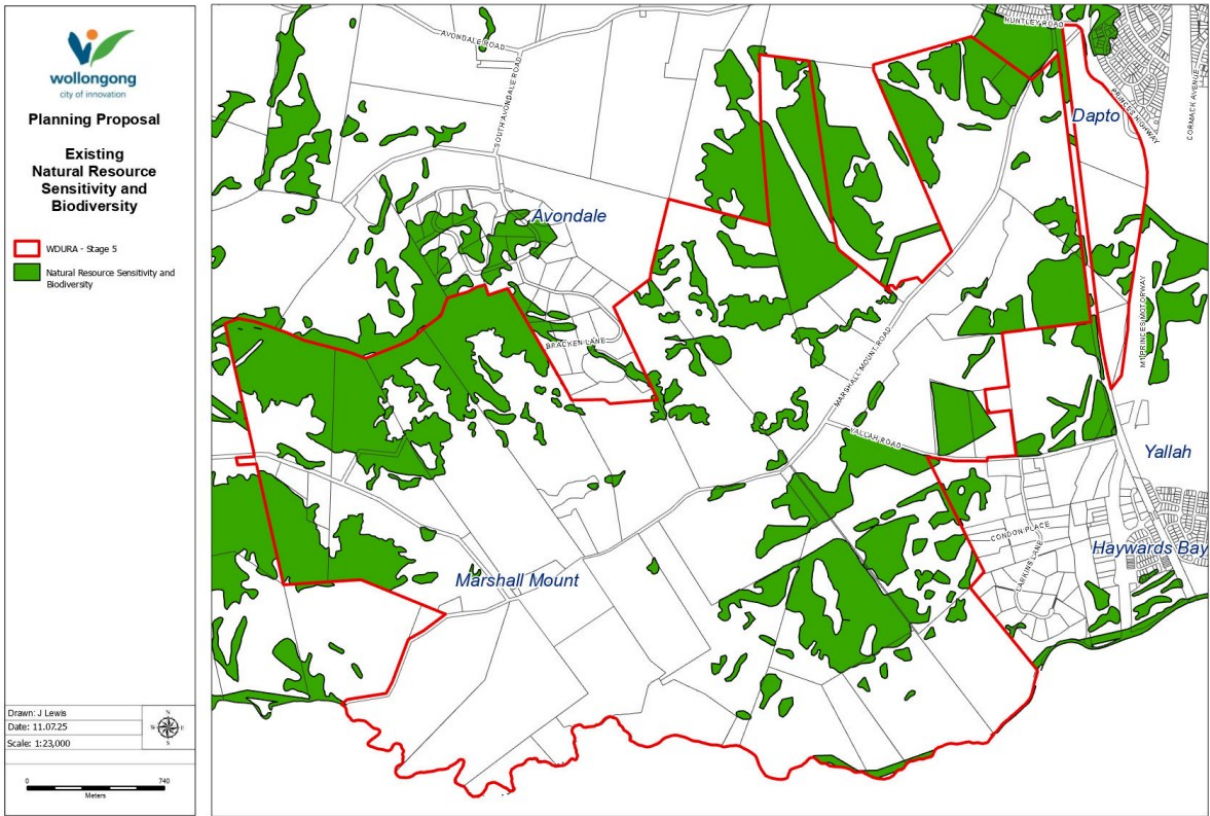 wollongong
city of innovation
Planning Proposal
Existing
Natural Resource
Sensitivity and
Biodiversity
WDURA - Stage 5
Natural Resource Sensitivity and
Biodiversity
Drawn: J Lewis
Date: 11.07.25
Scale: 1:23,000
N
W
E
S
0
740
Meters
HUNTLEY ROAD
AVONDALE ROAD
SOUTH AVONDALE ROAD
PRINCES HIGHWAY
CORMACK AVENUE
Dapto
Avondale
M1 PRINCES MOTORWAY
BRACKEN LANE
MARSHALL MOUNT ROAD
YALLAH ROAD
Yallah
CONDON PLACE
LARKINS LANE
Haywards Bay
Marshall Mount